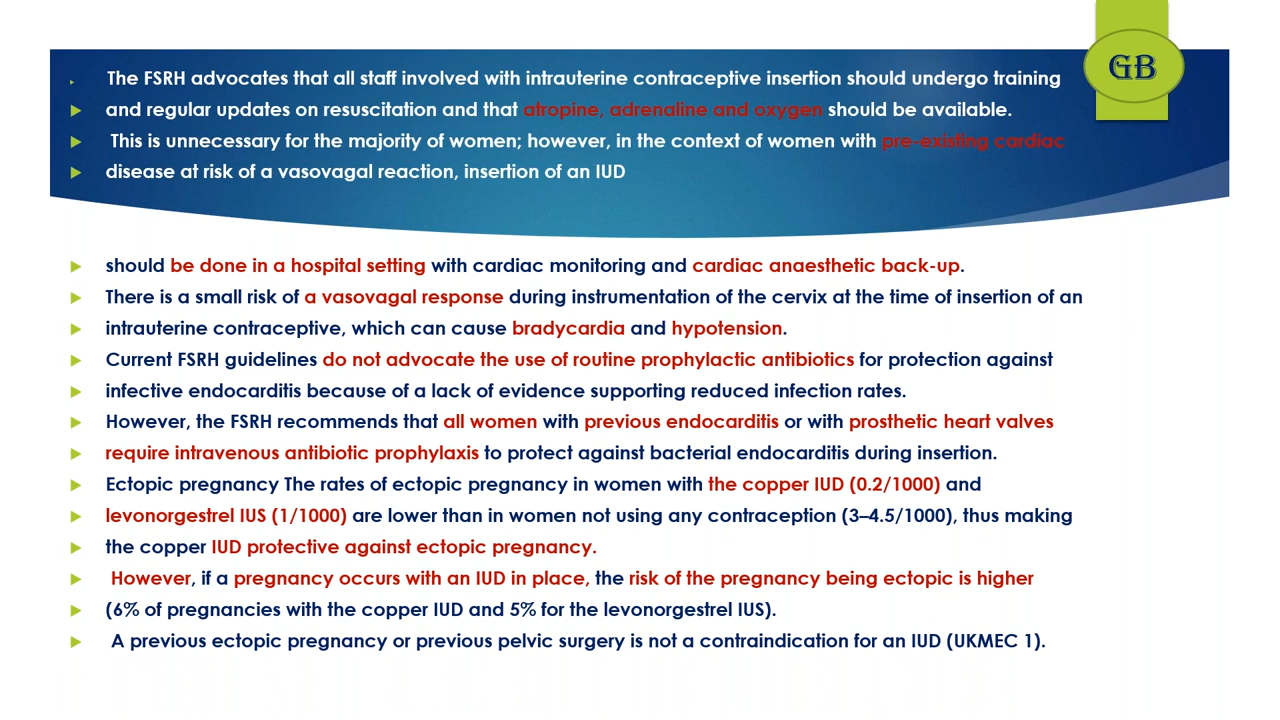 The FSRH advocates that all staff involved with intrauterine contraceptive insertion should undergo training
GB
and regular updates on resuscitation and that atropine, adrenaline and oxygen should be available.
This is unnecessary for the majority of women; however, in the context of women with pre-existing cardiac
disease at risk of a vasovagal reaction, insertion of an IUD
should be done in a hospital setting with cardiac monitoring and cardiac anaesthetic back-up.
There is a small risk of a vasovagal response during instrumentation of the cervix at the time of insertion of an
intrauterine contraceptive, which can cause bradycardia and hypotension.
Current FSRH guidelines do not advocate the use of routine prophylactic antibiotics for protection against
infective endocarditis because of a lack of evidence supporting reduced infection rates.
However, the FSRH recommends that all women with previous endocarditis or with prosthetic heart valves
require intravenous antibiotic prophylaxis to protect against bacterial endocarditis during insertion.
Ectopic pregnancy The rates of ectopic pregnancy in women with the copper IUD (0.2/1000) and
levonorgestrel IUS (1/1000) are lower than in women not using any contraception (3–4.5/1000), thus making
the copper IUD protective against ectopic pregnancy.
However, if a pregnancy occurs with an IUD in place, the risk of the pregnancy being ectopic is higher
(6% of pregnancies with the copper IUD and 5% for the levonorgestrel IUS).
A previous ectopic pregnancy or previous pelvic surgery is not a contraindication for an IUD (UKMEC 1).